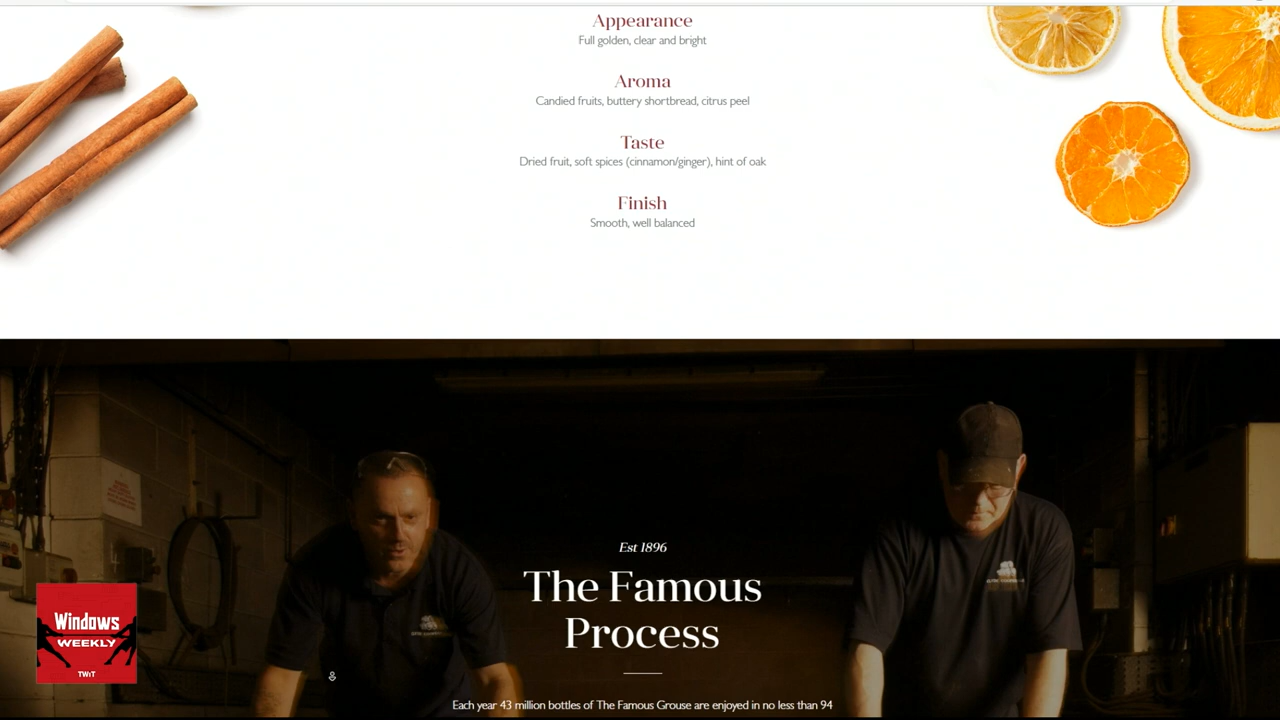 Appearance
Full golden, clear and bright
Aroma
Candied fruits, buttery shortbread, citrus peel
Taste
Dried fruit, soft spices (cinnamon/ginger), hint of oak
Finish
Smooth, well balanced
Est 1896
The Famous
Process
Each year 43 million bottles of The Famous Grouse are enjoyed in no less than 94
Windows
WEEKLY
TWiT